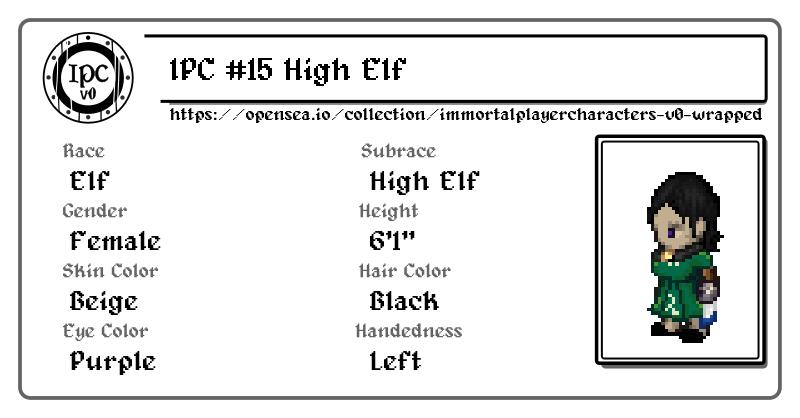 IPC
v0
IPC #15 High Elf
https://opensea.io/collection/immortalplayercharacters-v0-wrapped
Race
Elf
Subrace
High Elf
Gender
Female
Height
6'1"
Skin Color
Beige
Hair Color
Black
Eye Color
Purple
Handedness
Left